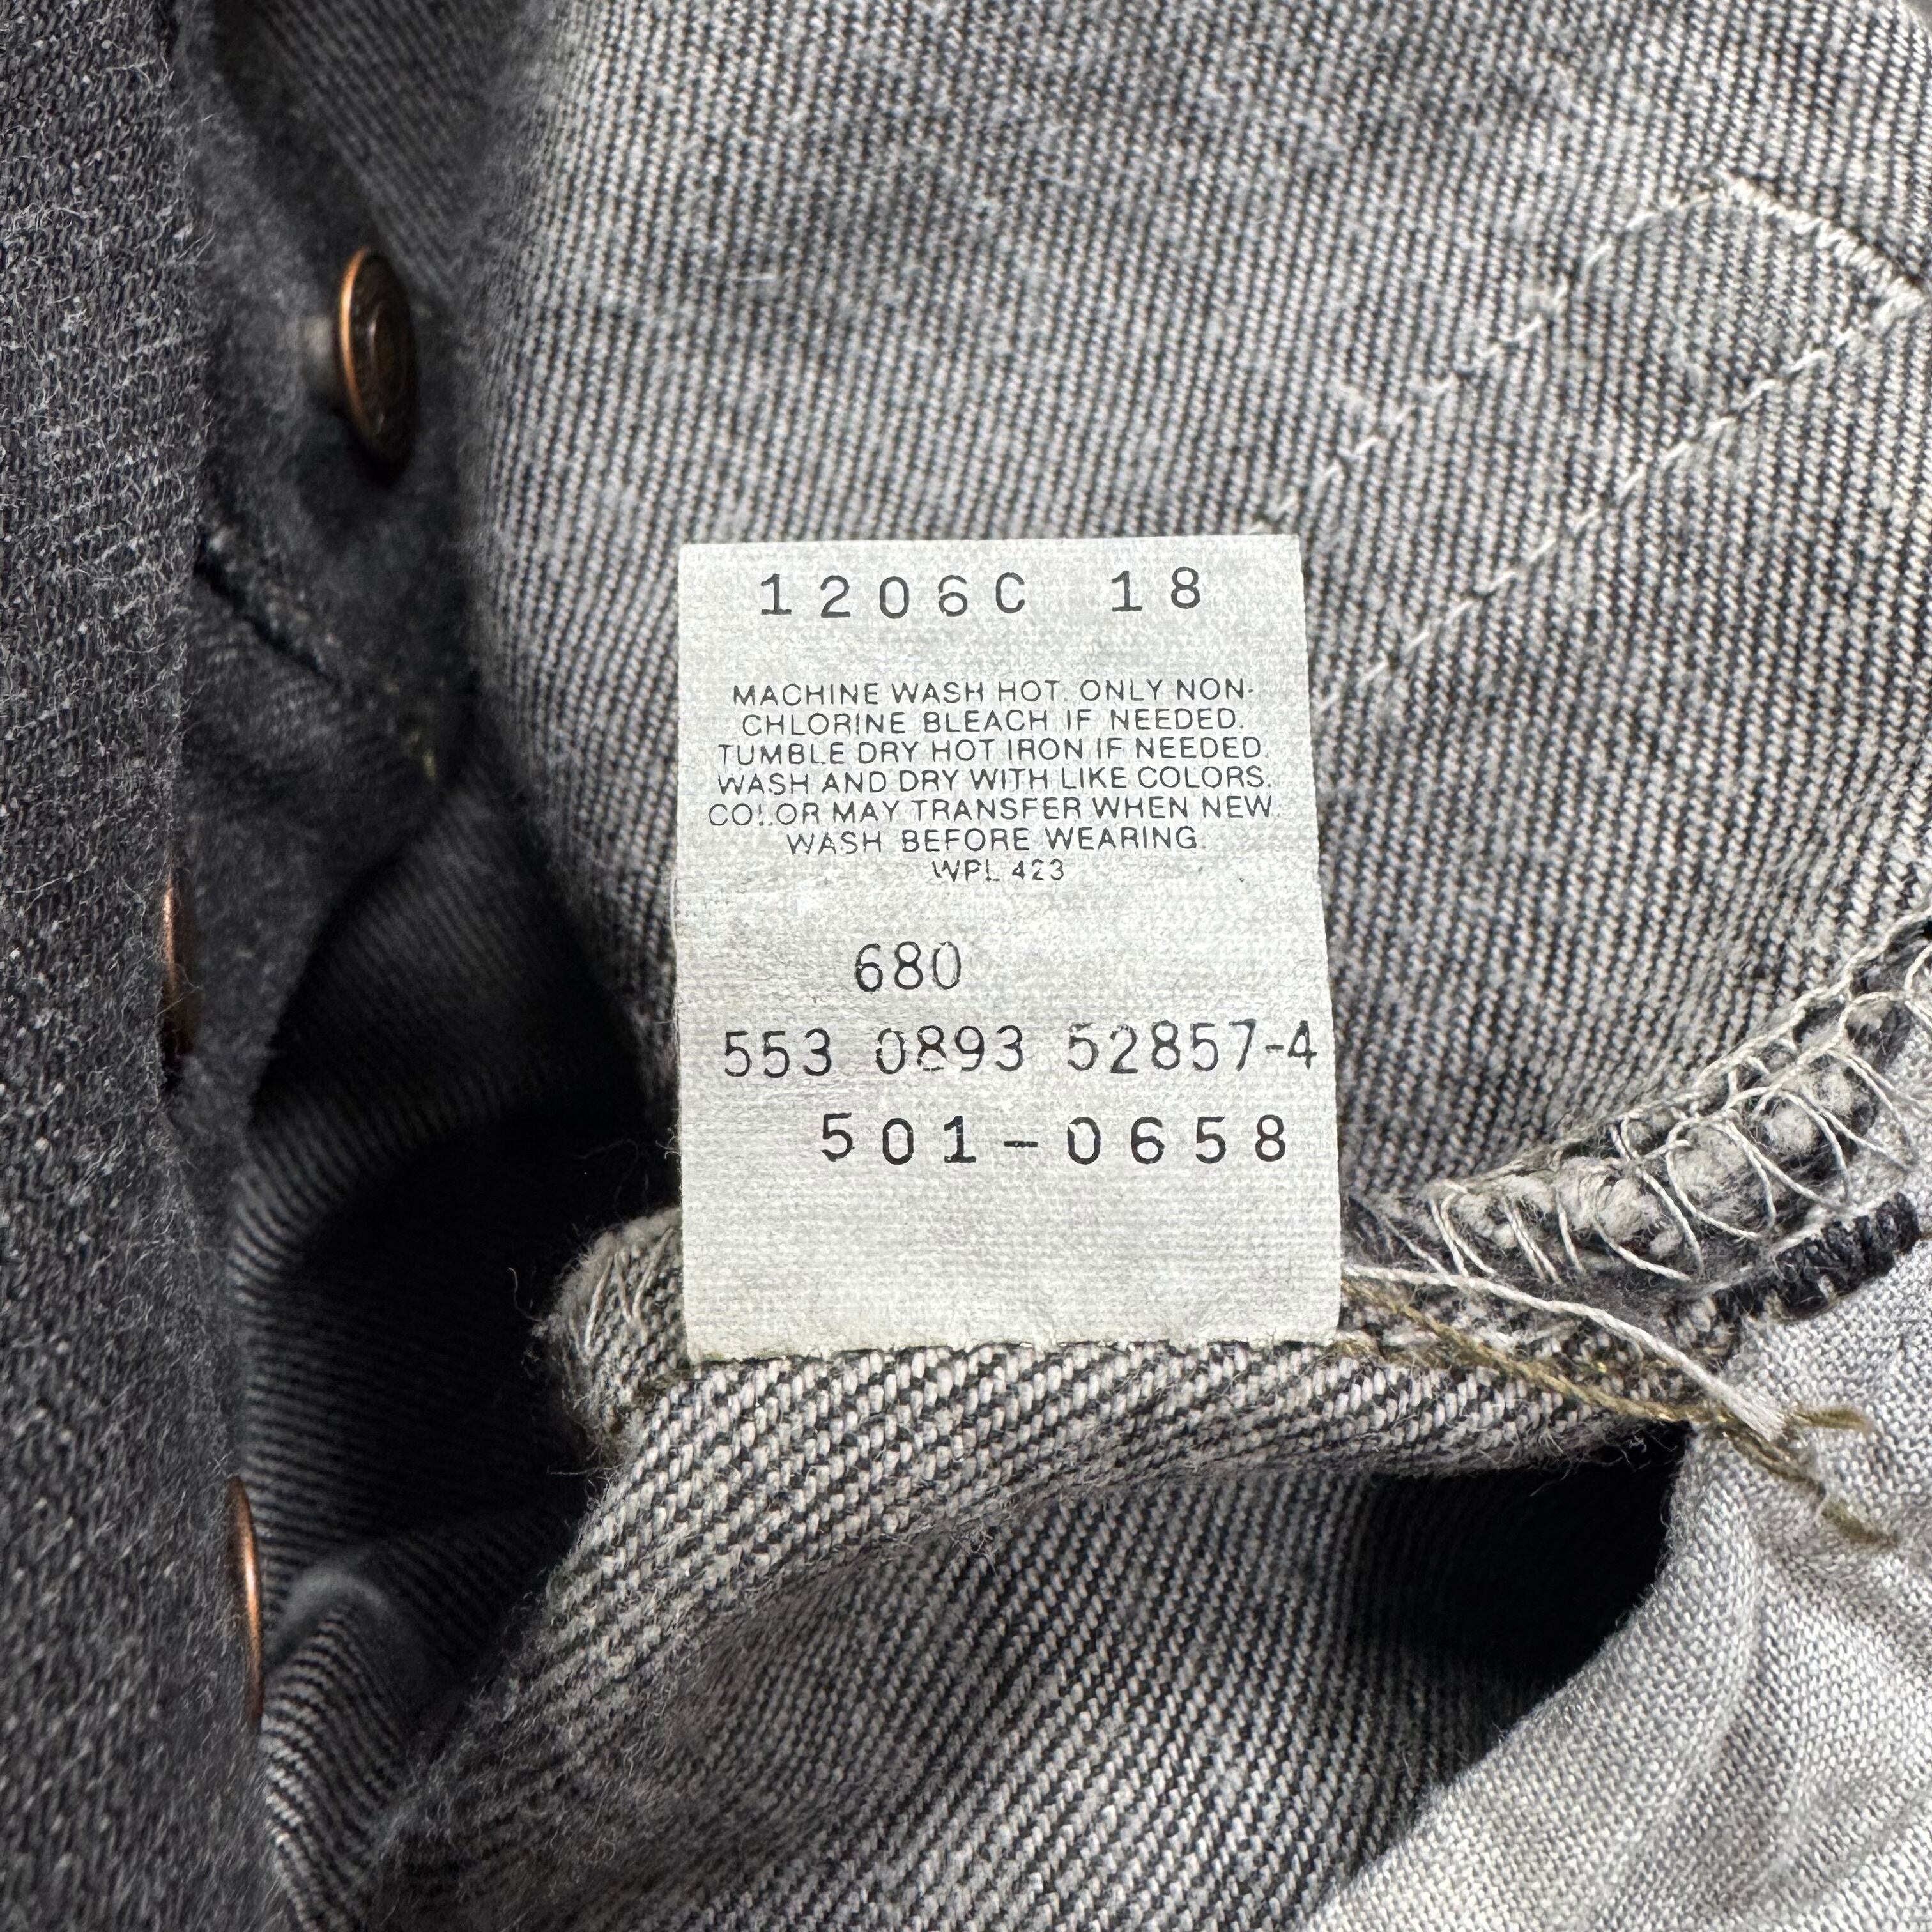 1206C 18
MACHINE WASH HOT. ONLY NON-
CHLORINE BLEACH IF NEEDED.
TUMBLE DRY HOT IRON IF NEEDED.
WASH AND DRY WITH LIKE COLORS.
COLOR MAY TRANSFER WHEN NEW.
WASH BEFORE WEARING.
WPL 423
680
553 0893 52857-4
501-0658